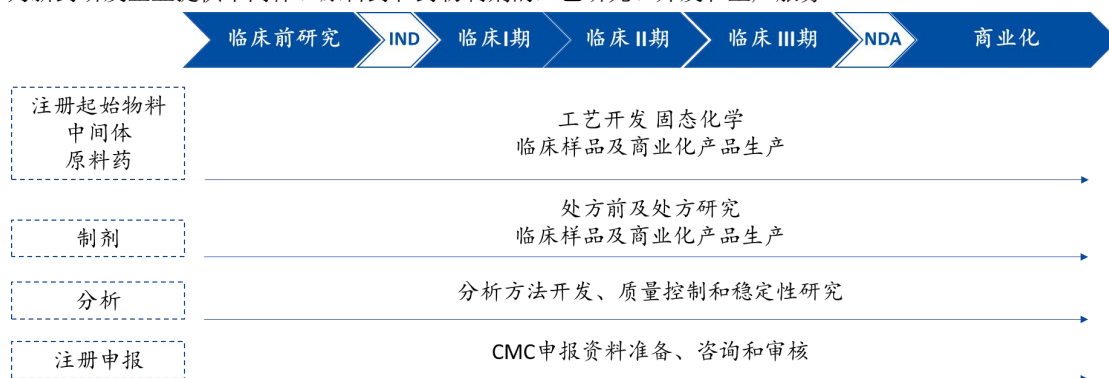 临床前研究 IND 临床I期 临床 II期 临床 III期 NDA 商业化
注册起始物料
中间体
原料药
工艺开发 固态化学
临床样品及商业化产品生产
制剂
处方前及处方研究
临床样品及商业化产品生产
分析
分析方法开发、质量控制和稳定性研究
注册申报
CMC申报资料准备、咨询和审核